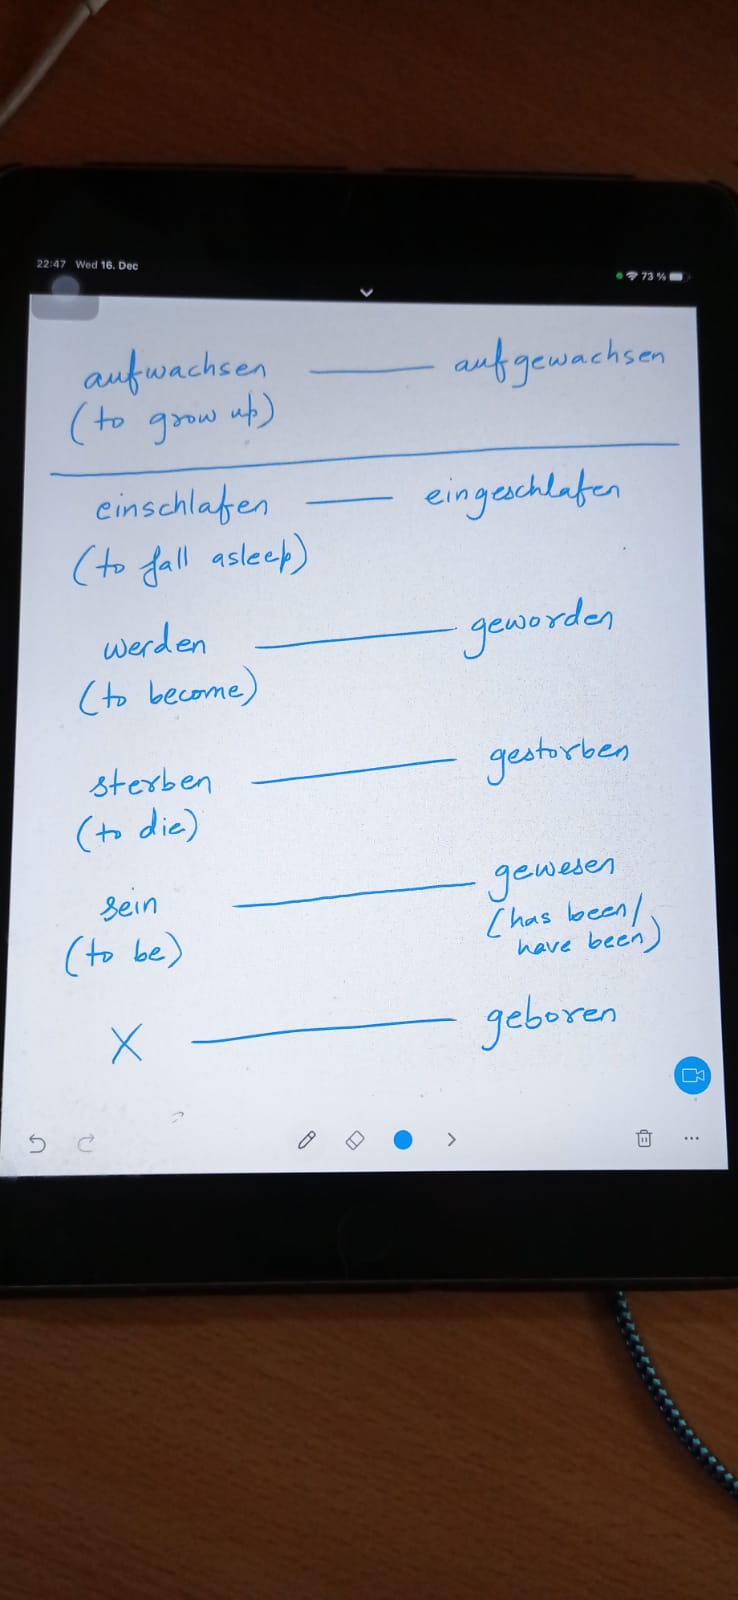 22:47 Wed 16. Dec
73 %
aufwachsen — aufgewachsen
(to grow up)
einschlafen — eingeschlafen
(to fall asleep)
werden — geworden
(to become)
sterben — gestorben
(to die)
sein — gewesen
(to be) (has been/
have been)
X — geboren